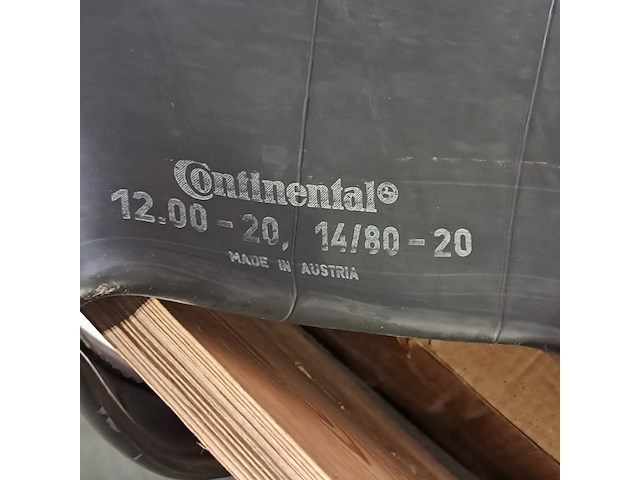 Continental
12.00 - 20, 14/80 - 20
MADE IN AUSTRIA